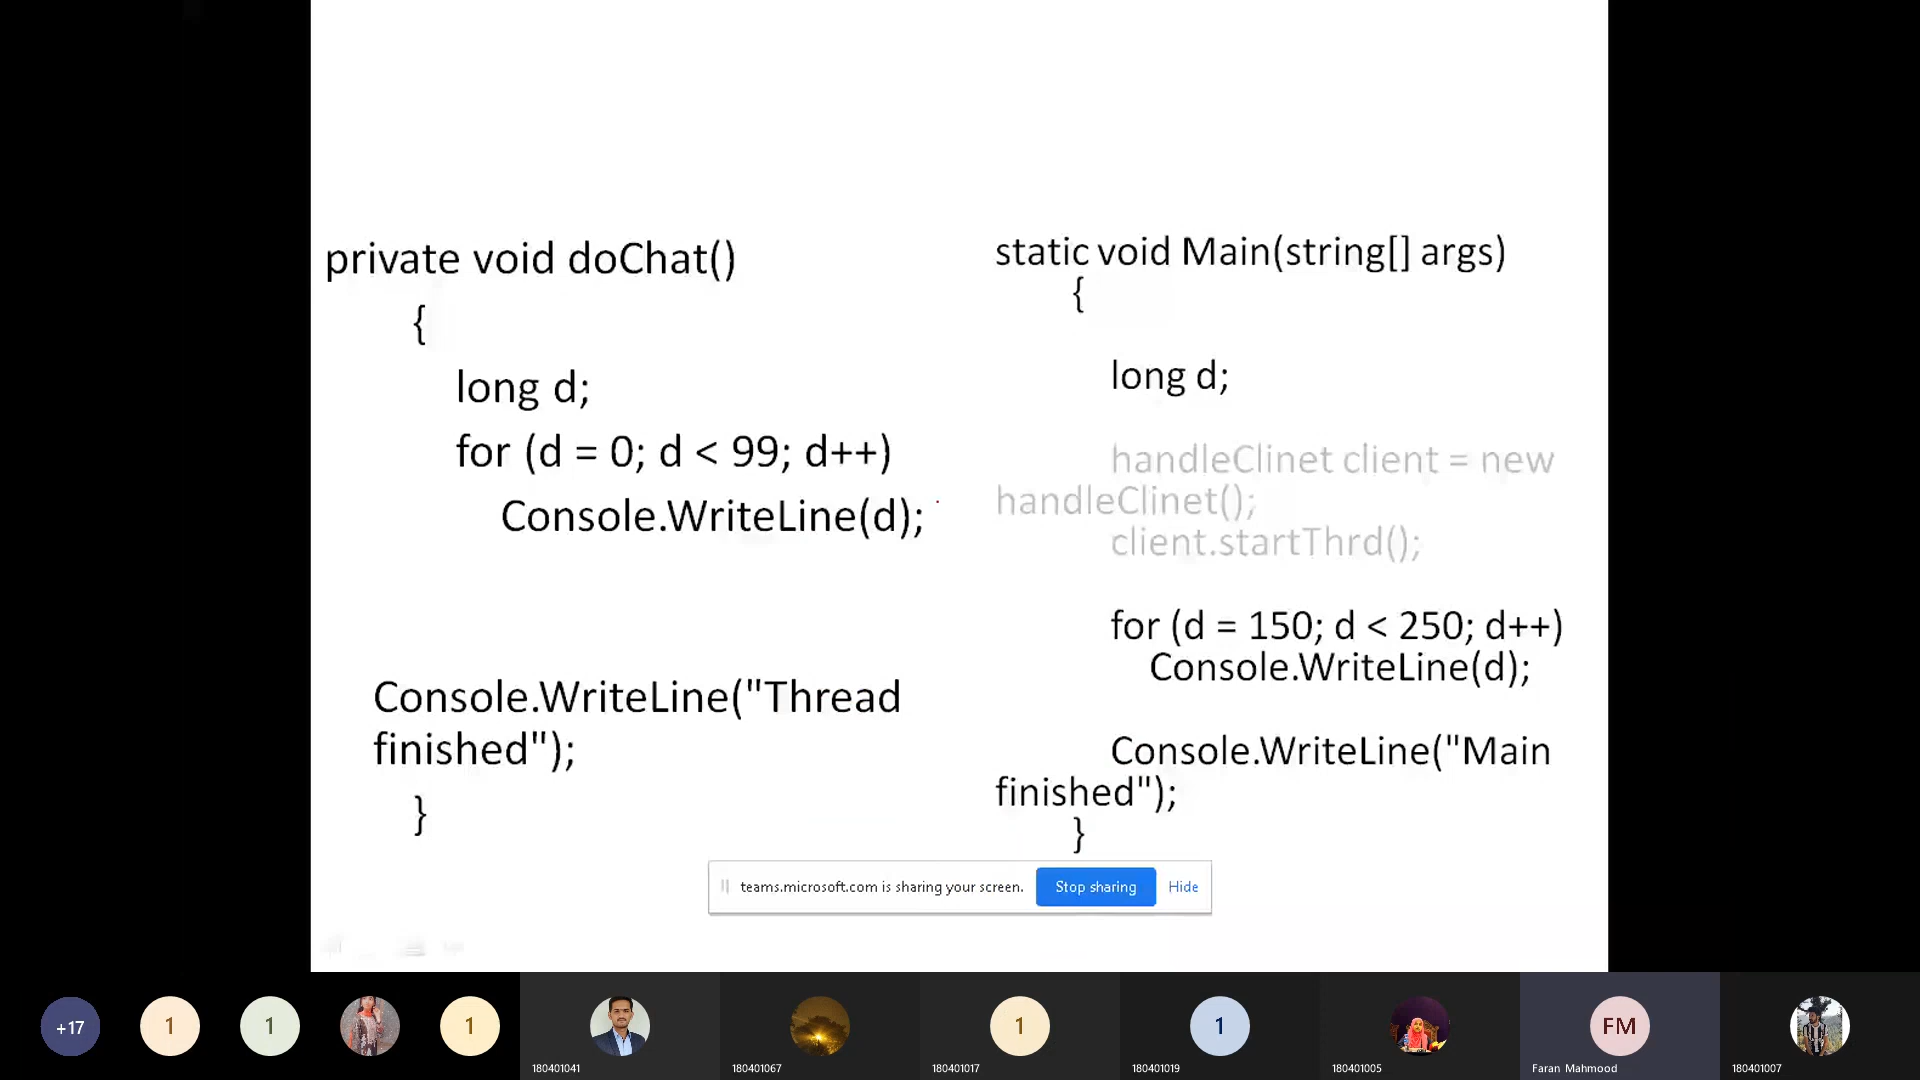 private void doChat()
{
long d;
for (d = 0; d < 99; d++)
Console.WriteLine(d);
Console.WriteLine("Thread
finished");
}
static void Main(string[] args)
{
long d;
handleClinet client = new
handleClinet();
client.startThrd();
for (d = 150; d < 250; d++)
Console.WriteLine(d);
Console.WriteLine("Main
finished");
}
teams.microsoft.com is sharing your screen.
Stop sharing
Hide
+17
1
1
1
180401041
180401067
1
180401017
1
180401019
180401005
FM
Faran Mahmood
180401007